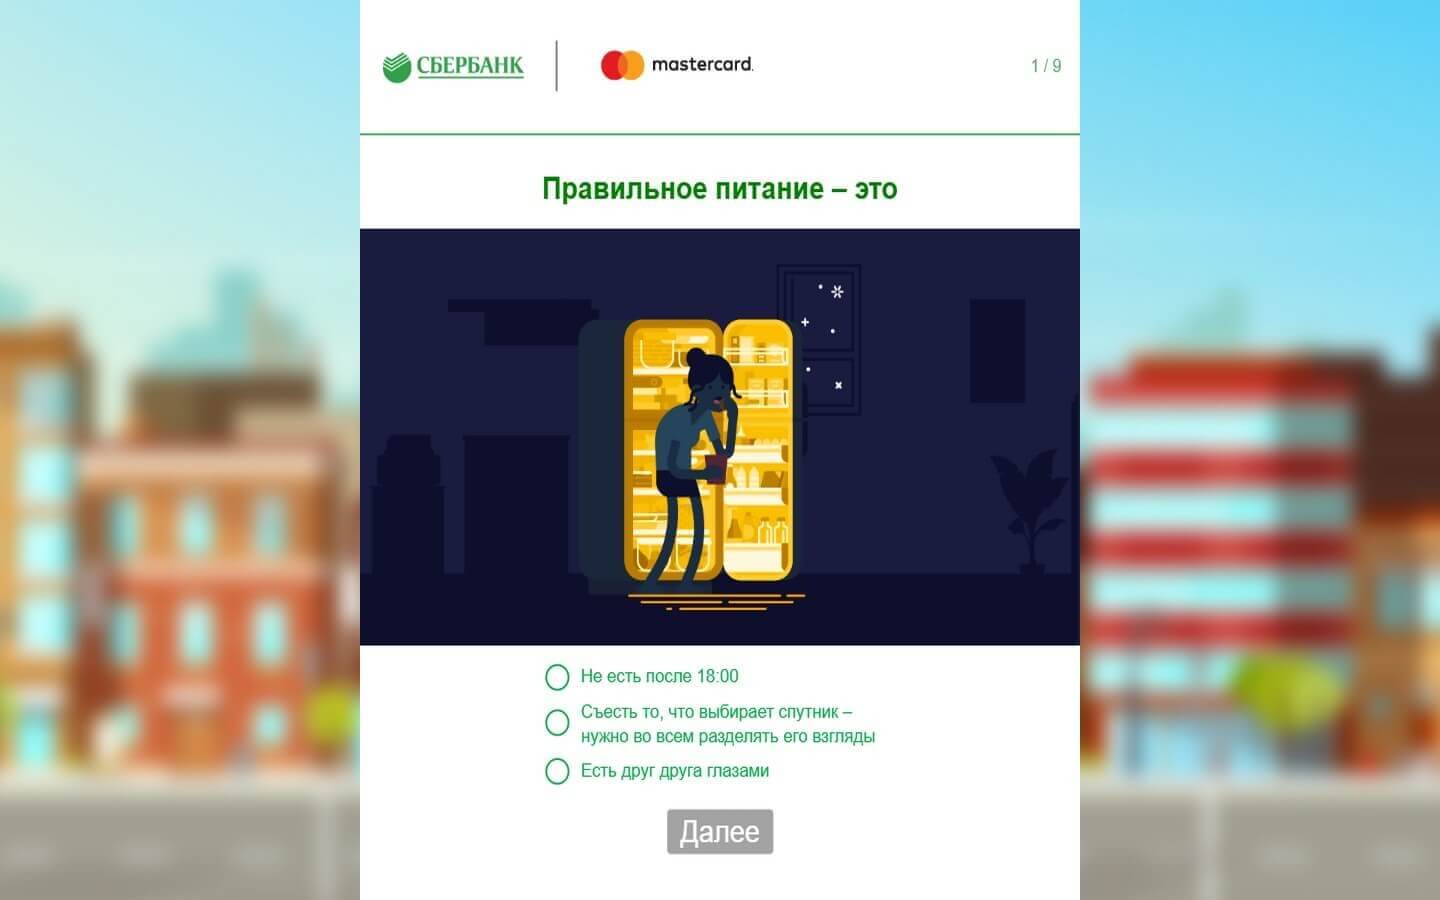 СБЕРБАНК
mastercard.
1 / 9
Правильное питание – это
Не есть после 18:00
Съесть то, что выбирает спутник –
нужно во всем разделять его взгляды
Есть друг друга глазами
Далее